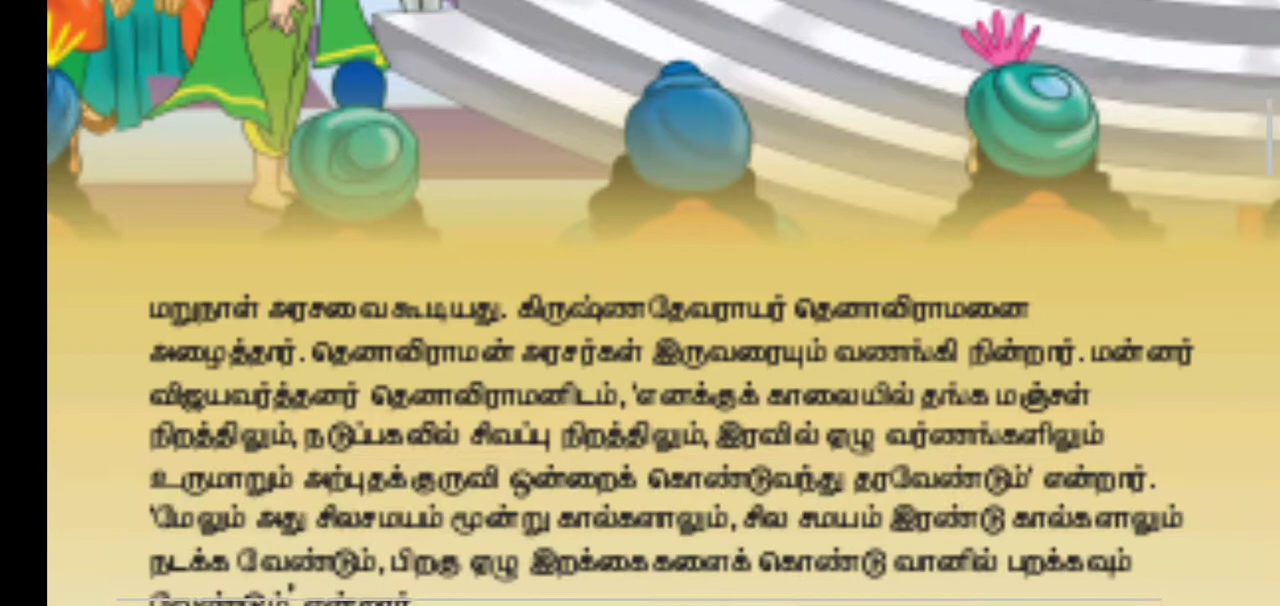 மறுநாள் அரசவை கூடியது. கிருஷ்ணதேவராயர் தெனாலிராமனை
அழைத்தார். தெனாலிராமன் அரசர்கள் இருவரையும் வணங்கி நின்றார். மன்னர்
விஜயவர்த்தனர் தெனாலிராமனிடம், 'எனக்குக் காலையில் தங்க மஞ்சள்
நிறத்திலும், நடுப்பகலில் சிவப்பு நிறத்திலும், இரவில் ஏழு வர்ணங்களிலும்
உருமாறும் அற்புதக்குருவி ஒன்றைக் கொண்டுவந்து தரவேண்டும்' என்றார்.
'மேலும் அது சிலசமயம் மூன்று கால்களாலும், சில சமயம் இரண்டு கால்களாலும்
நடக்க வேண்டும், பிறகு ஏழு இறக்கைகளைக் கொண்டு வானில் பறக்கவும்
வேண்டும்' என்றார்